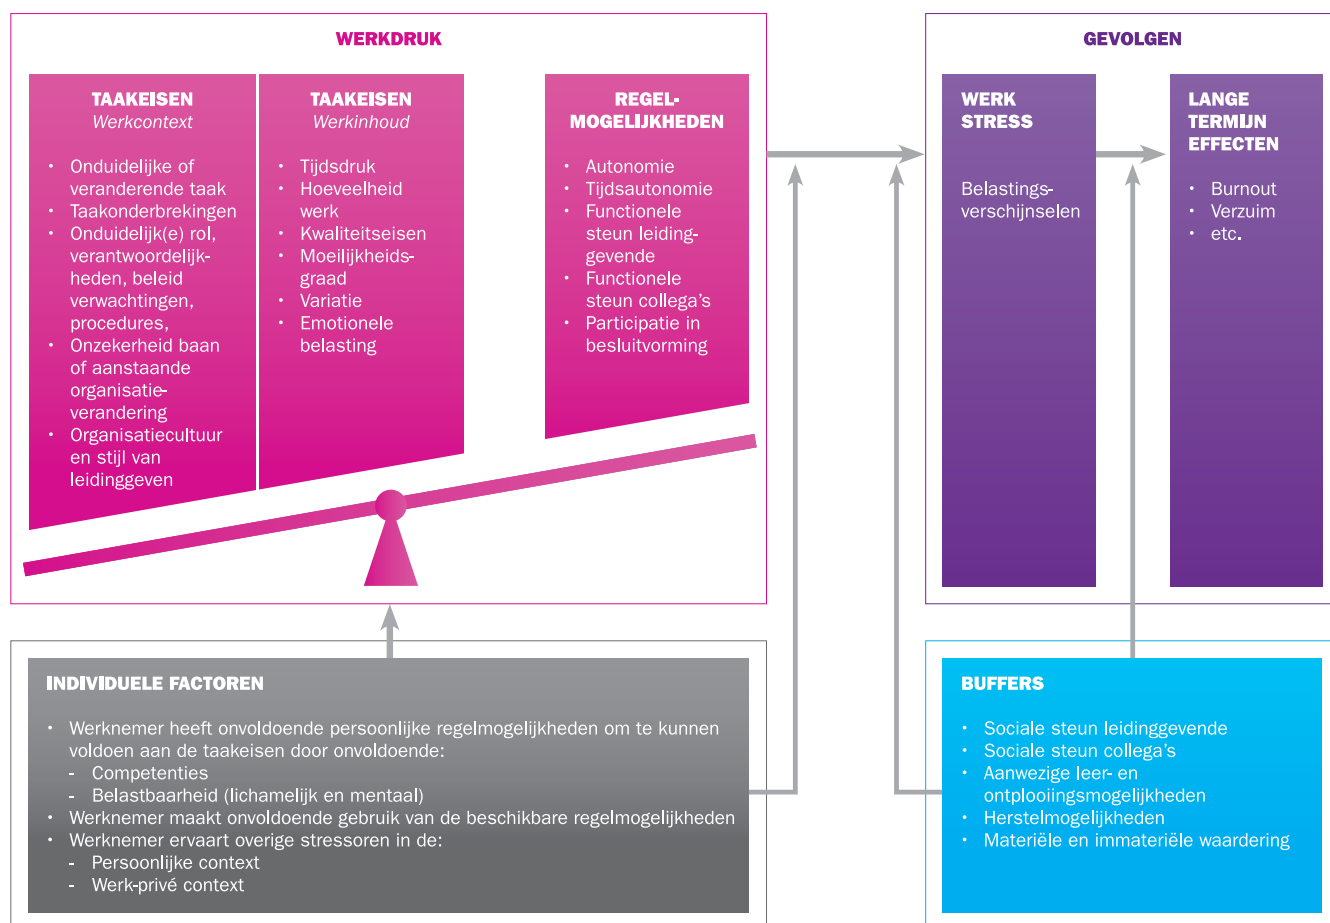 WERKDRUK
TAAKEISEN
Werkcontext
• Onduidelijke of
veranderende taak
• Taakonderbrekingen
• Onduidelijk(e) rol,
verantwoordelijk-
heden, beleid
verwachtingen,
procedures,
• Onzekerheid baan
of aanstaande
organisatie-
verandering
• Organisatiecultuur
en stijl van
leidinggeven
TAAKEISEN
Werkinhoud
• Tijdsdruk
• Hoeveelheid
werk
• Kwaliteitseisen
• Moeilijkheids-
graad
• Variatie
• Emotionele
belasting
REGEL-
MOGELIJKHEDEN
• Autonomie
• Tijdsautonomie
• Functionele
steun leiding-
gevende
• Functionele
steun collega's
• Participatie in
besluitvorming
GEVOLGEN
WERK
STRESS
Belastings-
verschijnselen
LANGE
TERMIJN
EFFECTEN
• Burnout
• Verzuim
• etc.
INDIVIDUELE FACTOREN
• Werknemer heeft onvoldoende persoonlijke regelmogelijkheden om te kunnen
voldoen aan de taakeisen door onvoldoende:
- Competenties
- Belastbaarheid (lichamelijk en mentaal)
• Werknemer maakt onvoldoende gebruik van de beschikbare regelmogelijkheden
• Werknemer ervaart overige stressoren in de:
- Persoonlijke context
- Werk-privé context
BUFFERS
• Sociale steun leidinggevende
• Sociale steun collega's
• Aanwezige leer- en
ontplooiingsmogelijkheden
• Herstelmogelijkheden
• Materiële en immateriële waardering